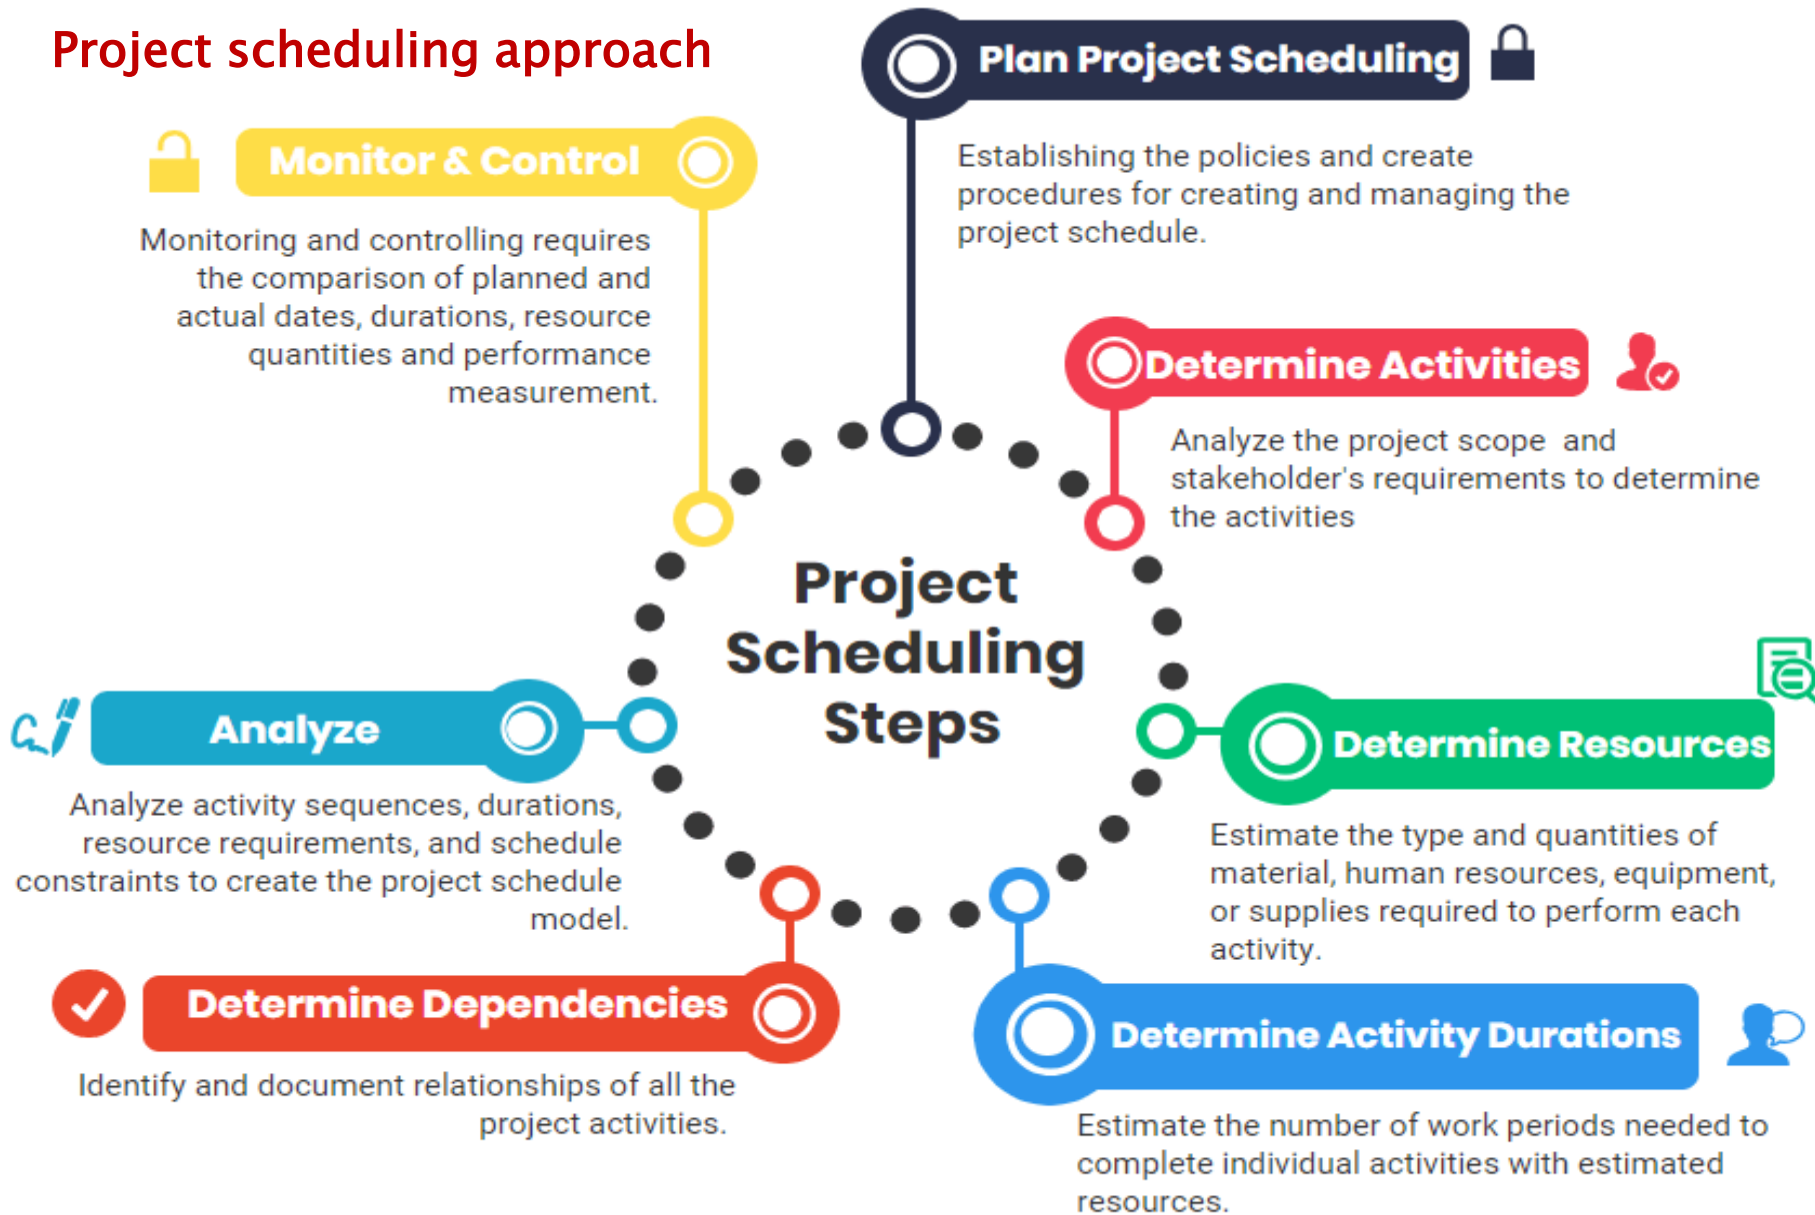 Project scheduling approach
Plan Project Scheduling
Establishing the policies and create
procedures for creating and managing the
project schedule.
Determine Activities
Analyze the project scope  and
stakeholder's requirements to determine
the activities
Determine Resources
Estimate the type and quantities of
material, human resources, equipment,
or supplies required to perform each
activity.
Determine Activity Durations
Estimate the number of work periods needed to
complete individual activities with estimated
resources.
Determine Dependencies
Identify and document relationships of all the
project activities.
Analyze
Analyze activity sequences, durations,
resource requirements, and schedule
constraints to create the project schedule
model.
Monitor & Control
Monitoring and controlling requires
the comparison of planned and
actual dates, durations, resource
quantities and performance
measurement.
Project
Scheduling
Steps